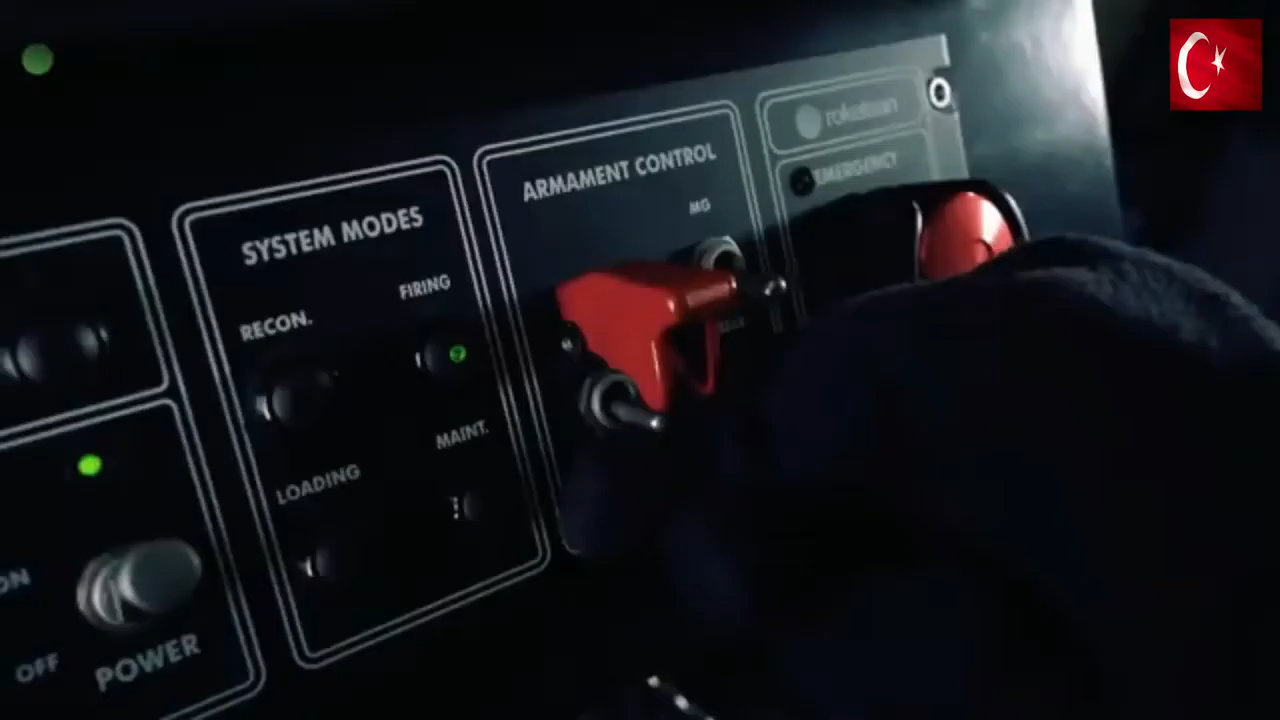 roketsan
EMERGENCY
ARMAMENT CONTROL
MG
SYSTEM MODES
RECON.
FIRING
LOADING
MAINT.
ON
OFF
POWER